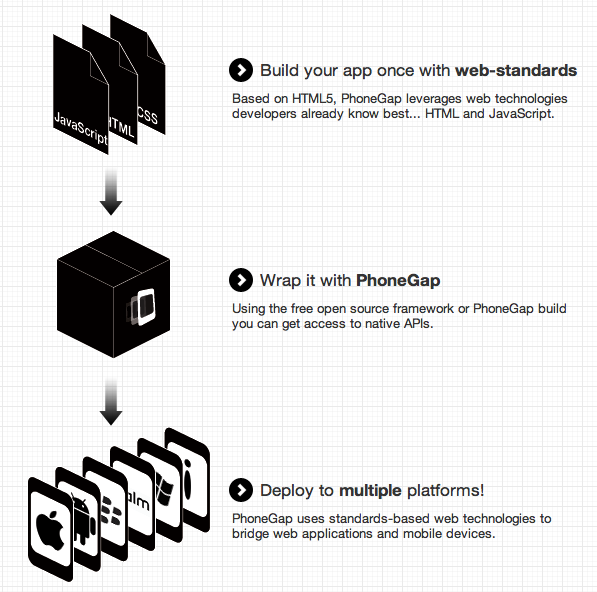 JavaScript
HTML
CSS
Build your app once with web-standards
Based on HTML5, PhoneGap leverages web technologies
developers already know best... HTML and JavaScript.
Wrap it with PhoneGap
Using the free open source framework or PhoneGap build
you can get access to native APIs.
alm
Deploy to multiple platforms!
PhoneGap uses standards-based web technologies to
bridge web applications and mobile devices.